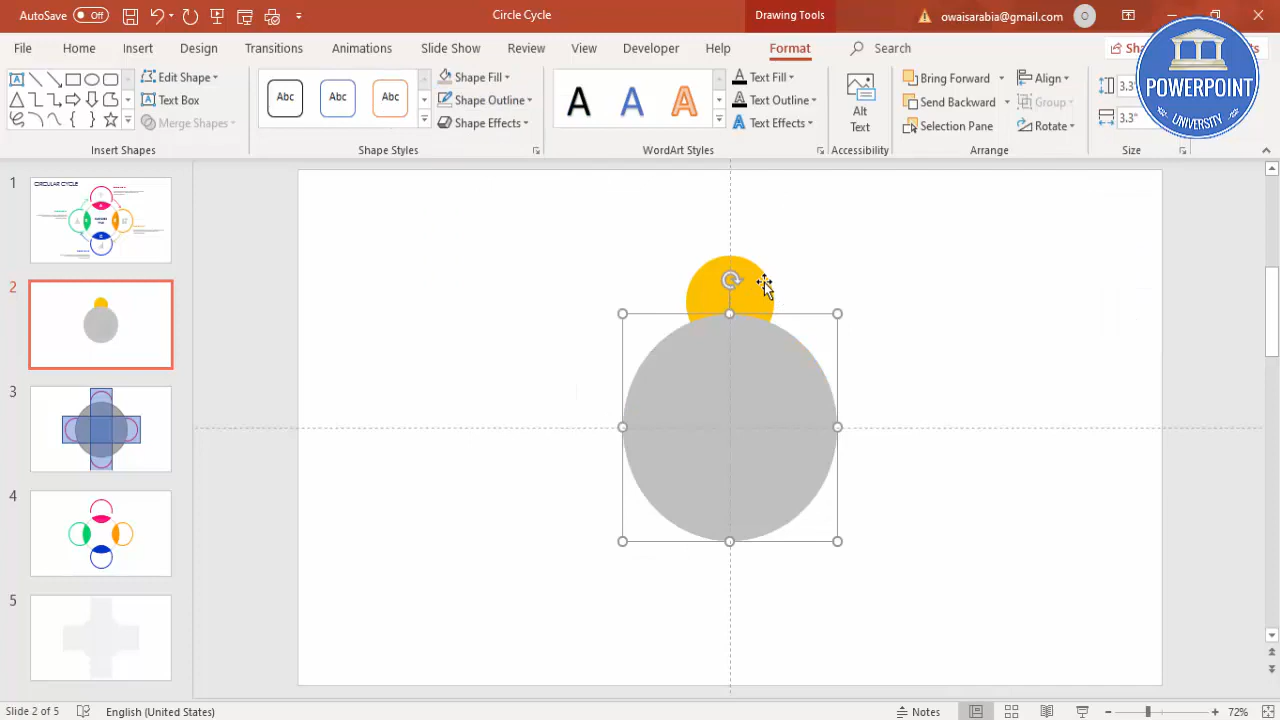 AutoSave Off Circle Cycle Drawing Tools owaisarabia@gmail.com O
File Home Insert Design Transitions Animations Slide Show Review View Developer Help Format Search
Edit Shape Text Box Merge Shapes
Insert Shapes
Abc Abc Abc
Shape Fill Shape Outline Shape Effects
Shape Styles
A A A
Text Fill Text Outline Text Effects
WordArt Styles
Alt Text
Accessibility
Bring Forward Send Backward Selection Pane
Align Group Rotate
Arrange
3.3"
3.3"
Size
POWERPOINT
UNIVERSITY
1
CIRCULAR CYCLE
2
3
4
5
Slide 2 of 5 English (United States) Notes 72%